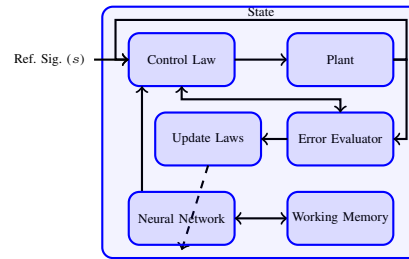 State
Ref. Sig. (s)
Control Law
Plant
Update Laws
Error Evaluator
Neural Network
Working Memory